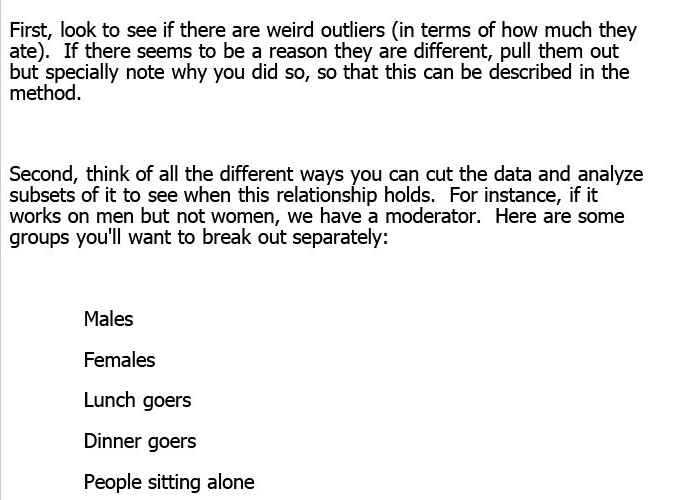 First, look to see if there are weird outliers (in terms of how much they
ate).  If there seems to be a reason they are different, pull them out
but specially note why you did so, so that this can be described in the
method.
Second, think of all the different ways you can cut the data and analyze
subsets of it to see when this relationship holds.  For instance, if it
works on men but not women, we have a moderator.  Here are some
groups you'll want to break out separately:
Males
Females
Lunch goers
Dinner goers
People sitting alone